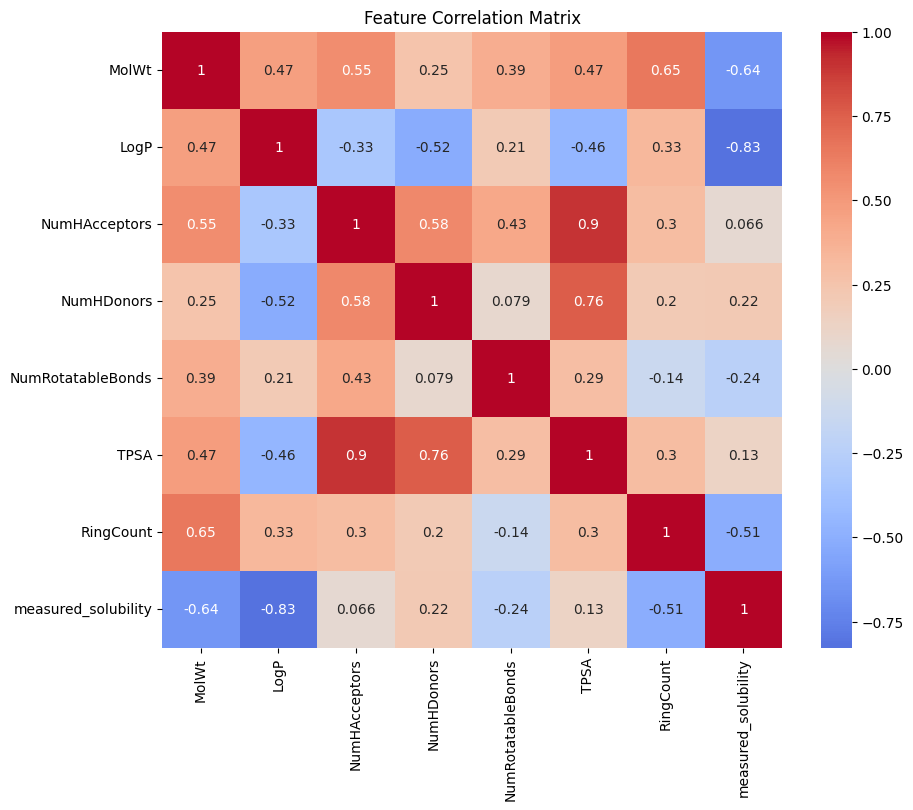 Feature Correlation Matrix
MolWt 1 0.47 0.55 0.25 0.39 0.47 0.65 -0.64
LogP 0.47 1 -0.33 -0.52 0.21 -0.46 0.33 -0.83
NumHAcceptors 0.55 -0.33 1 0.58 0.43 0.9 0.3 0.066
NumHDonors 0.25 -0.52 0.58 1 0.079 0.76 0.2 0.22
NumRotatableBonds 0.39 0.21 0.43 0.079 1 0.29 -0.14 -0.24
TPSA 0.47 -0.46 0.9 0.76 0.29 1 0.3 0.13
RingCount 0.65 0.33 0.3 0.2 -0.14 0.3 1 -0.51
measured_solubility -0.64 -0.83 0.066 0.22 -0.24 0.13 -0.51 1
MolWt
LogP
NumHAcceptors
NumHDonors
NumRotatableBonds
TPSA
RingCount
measured_solubility
1.00
0.75
0.50
0.25
0.00
−0.25
−0.50
−0.75